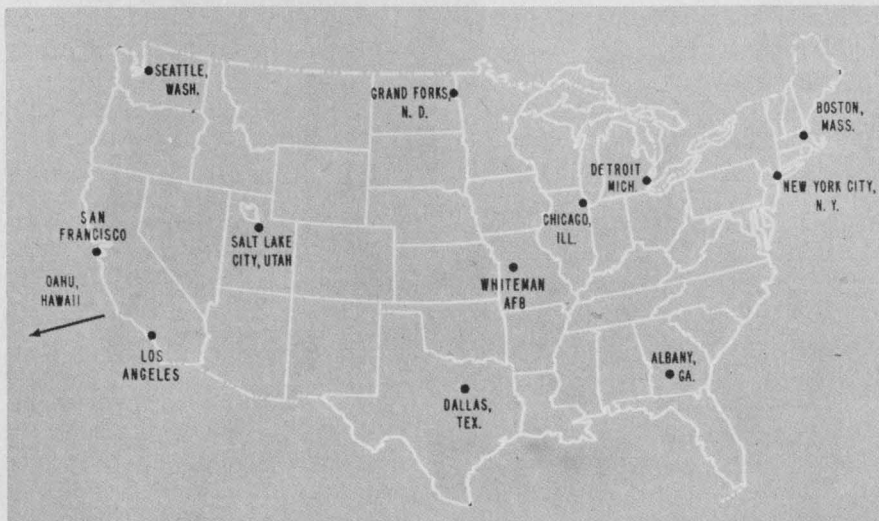 SEATTLE,
WASH.
GRAND FORKS,
N. D.
BOSTON,
MASS.
DETROIT
MICH.
NEW YORK CITY,
N. Y.
SAN
FRANCISCO
SALT LAKE
CITY, UTAH
CHICAGO,
ILL.
OAHU,
HAWAII
WHITEMAN
AFB
LOS
ANGELES
ALBANY,
GA.
DALLAS,
TEX.